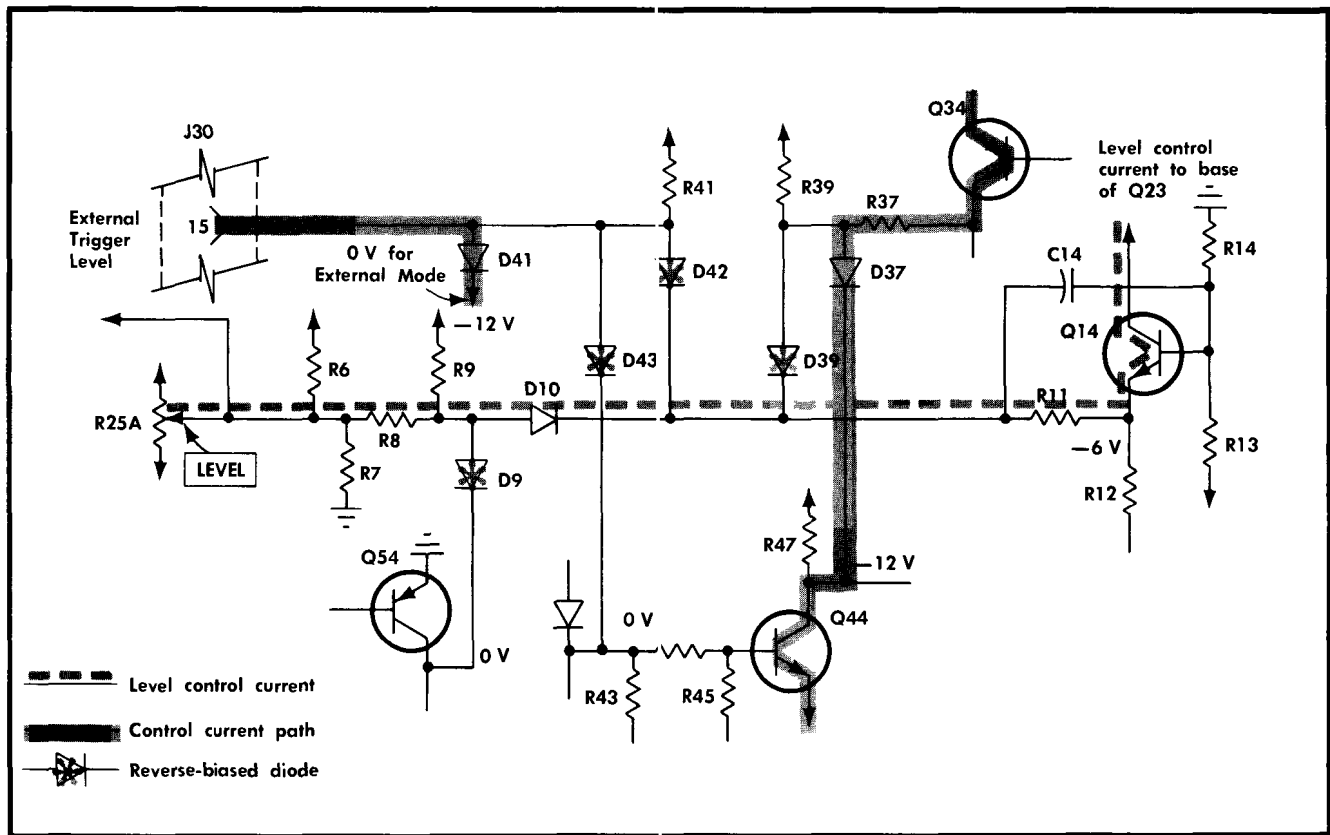 J30
External
Trigger
Level
15
0 V for
External Mode
D41
−12 V
R41
D42
R39
Q34
R37
D37
Level control
current to base
of Q23
C14
R14
Q14
R6
R9
D43
D39
D10
R11
R25A
LEVEL
R8
R7
D9
−6 V
R13
R12
Q54
R47
−12 V
0 V
Q44
0 V
R43
R45
Level control current
Control current path
Reverse-biased diode